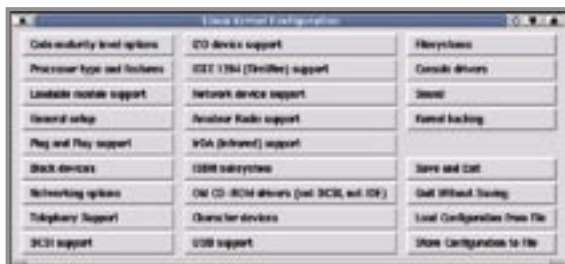 Linux Kernel Configuration
Code maturity level options
Processor type and features
Loadable module support
General setup
Plug and Play support
Block devices
Networking options
Telephony Support
SCSI support
I2O device support
IEEE 1394 (FireWire) support
Network device support
Amateur Radio support
IrDA (infrared) support
ISDN subsystem
Old CD-ROM drivers (not SCSI, not IDE)
Character devices
USB support
Filesystems
Console drivers
Sound
Kernel hacking
Save and Exit
Quit Without Saving
Load Configuration from File
Store Configuration to File